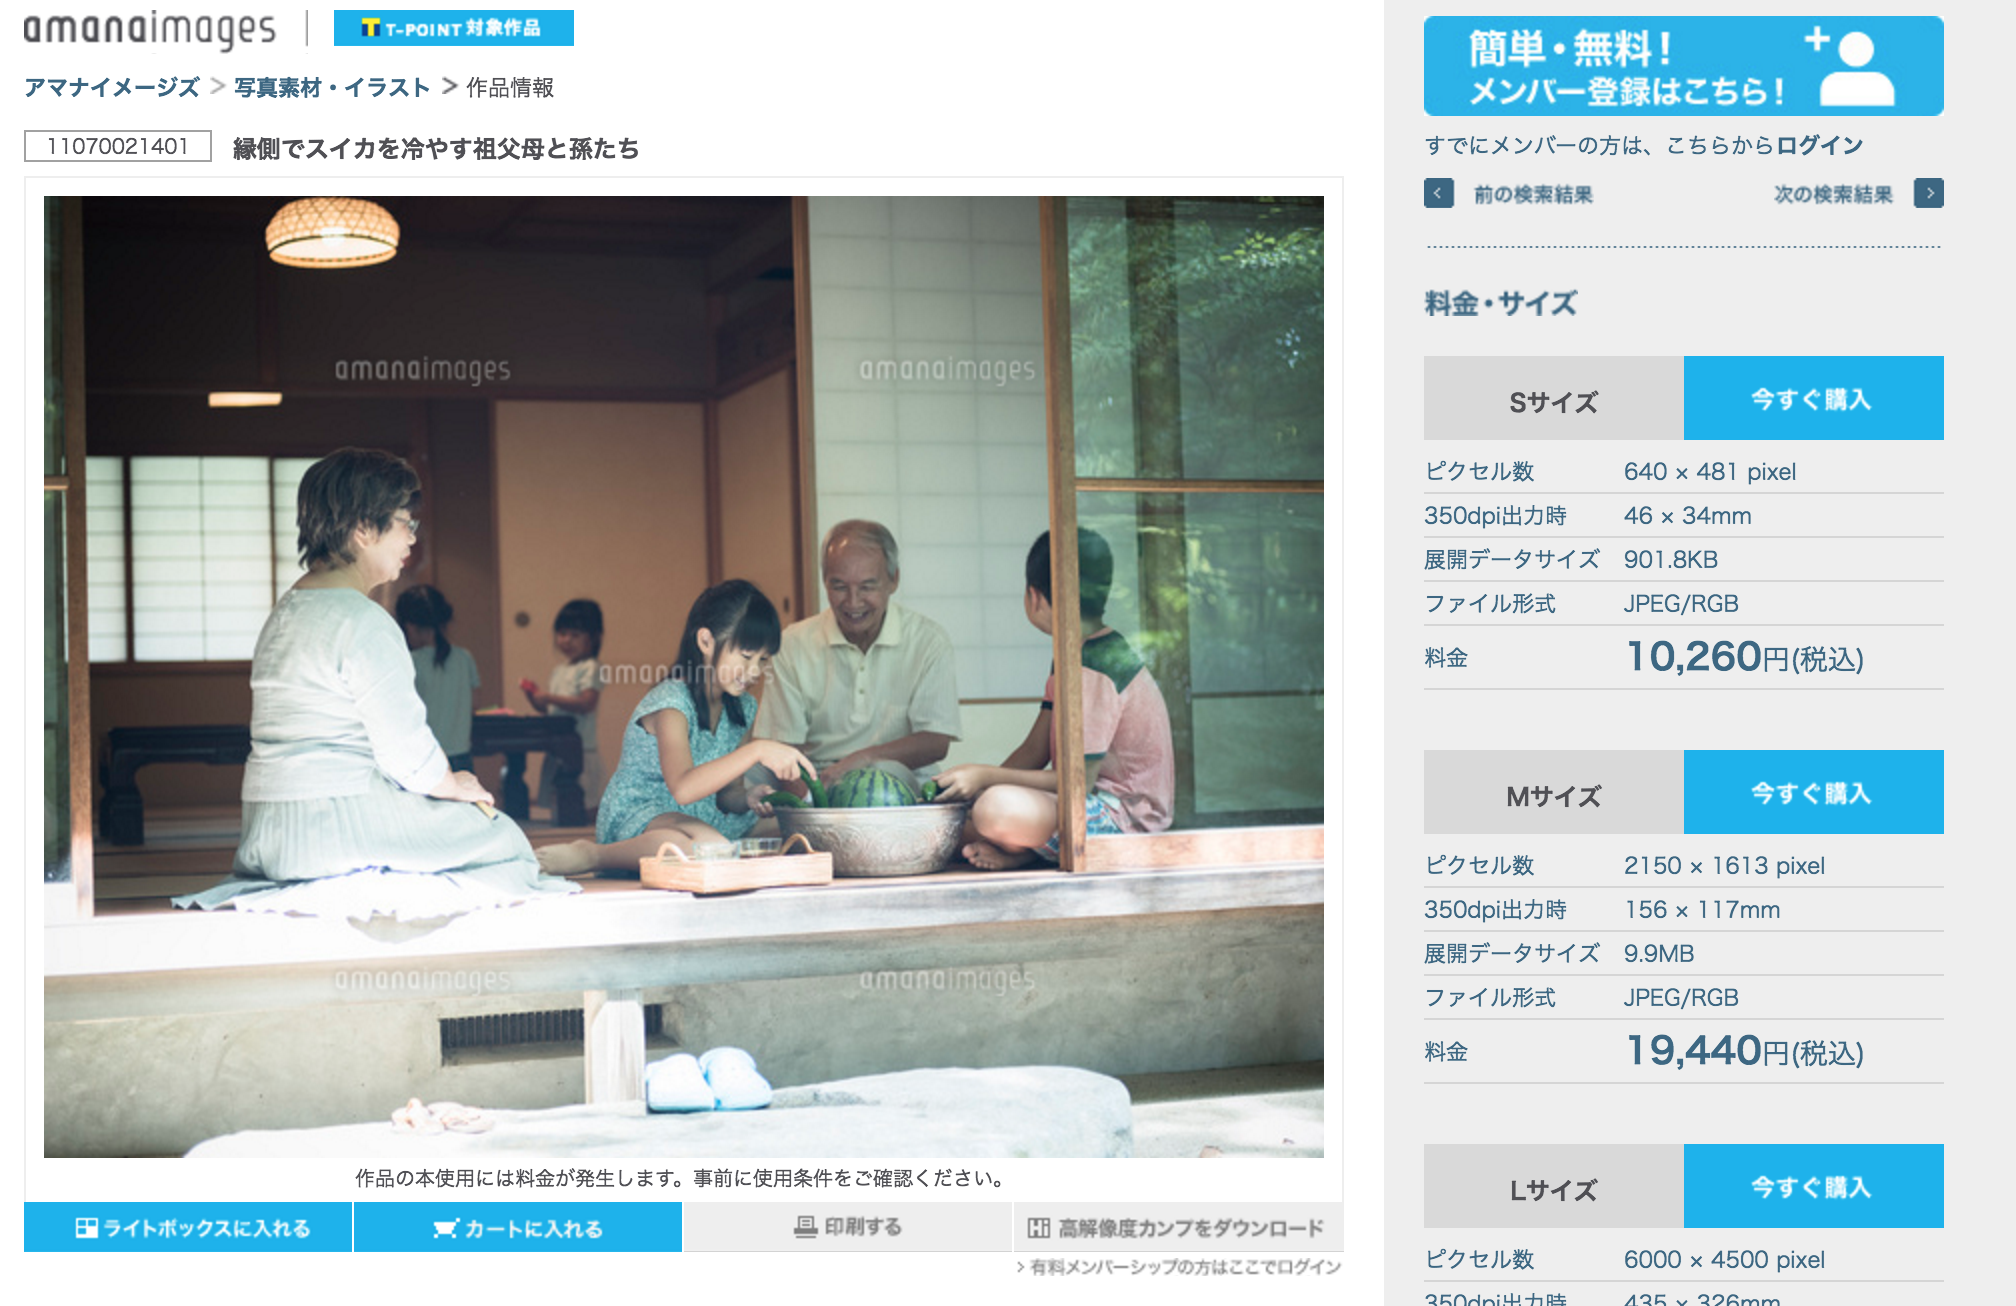 amanaimages
T-POINT 対象作品
アマナイメージズ > 写真素材・イラスト > 作品情報
11070021401 縁側でスイカを冷やす祖父母と孫たち
amanaimages amanaimages
amanaimages
amanaimages amanaimages
作品の本使用には料金が発生します。事前に使用条件をご確認ください。
ライトボックスに入れる
カートに入れる
印刷する
高解像度カンプをダウンロード
> 有料メンバーシップの方はここでログイン
簡単・無料!
メンバー登録はこちら!
すでにメンバーの方は、こちらからログイン
< 前の検索結果 次の検索結果 >
料金・サイズ
Sサイズ 今すぐ購入
ピクセル数 640 × 481 pixel
350dpi出力時 46 × 34mm
展開データサイズ 901.8KB
ファイル形式 JPEG/RGB
料金 10,260円(税込)
Mサイズ 今すぐ購入
ピクセル数 2150 × 1613 pixel
350dpi出力時 156 × 117mm
展開データサイズ 9.9MB
ファイル形式 JPEG/RGB
料金 19,440円(税込)
Lサイズ 今すぐ購入
ピクセル数 6000 × 4500 pixel
350dpi出力時 435 × 326mm